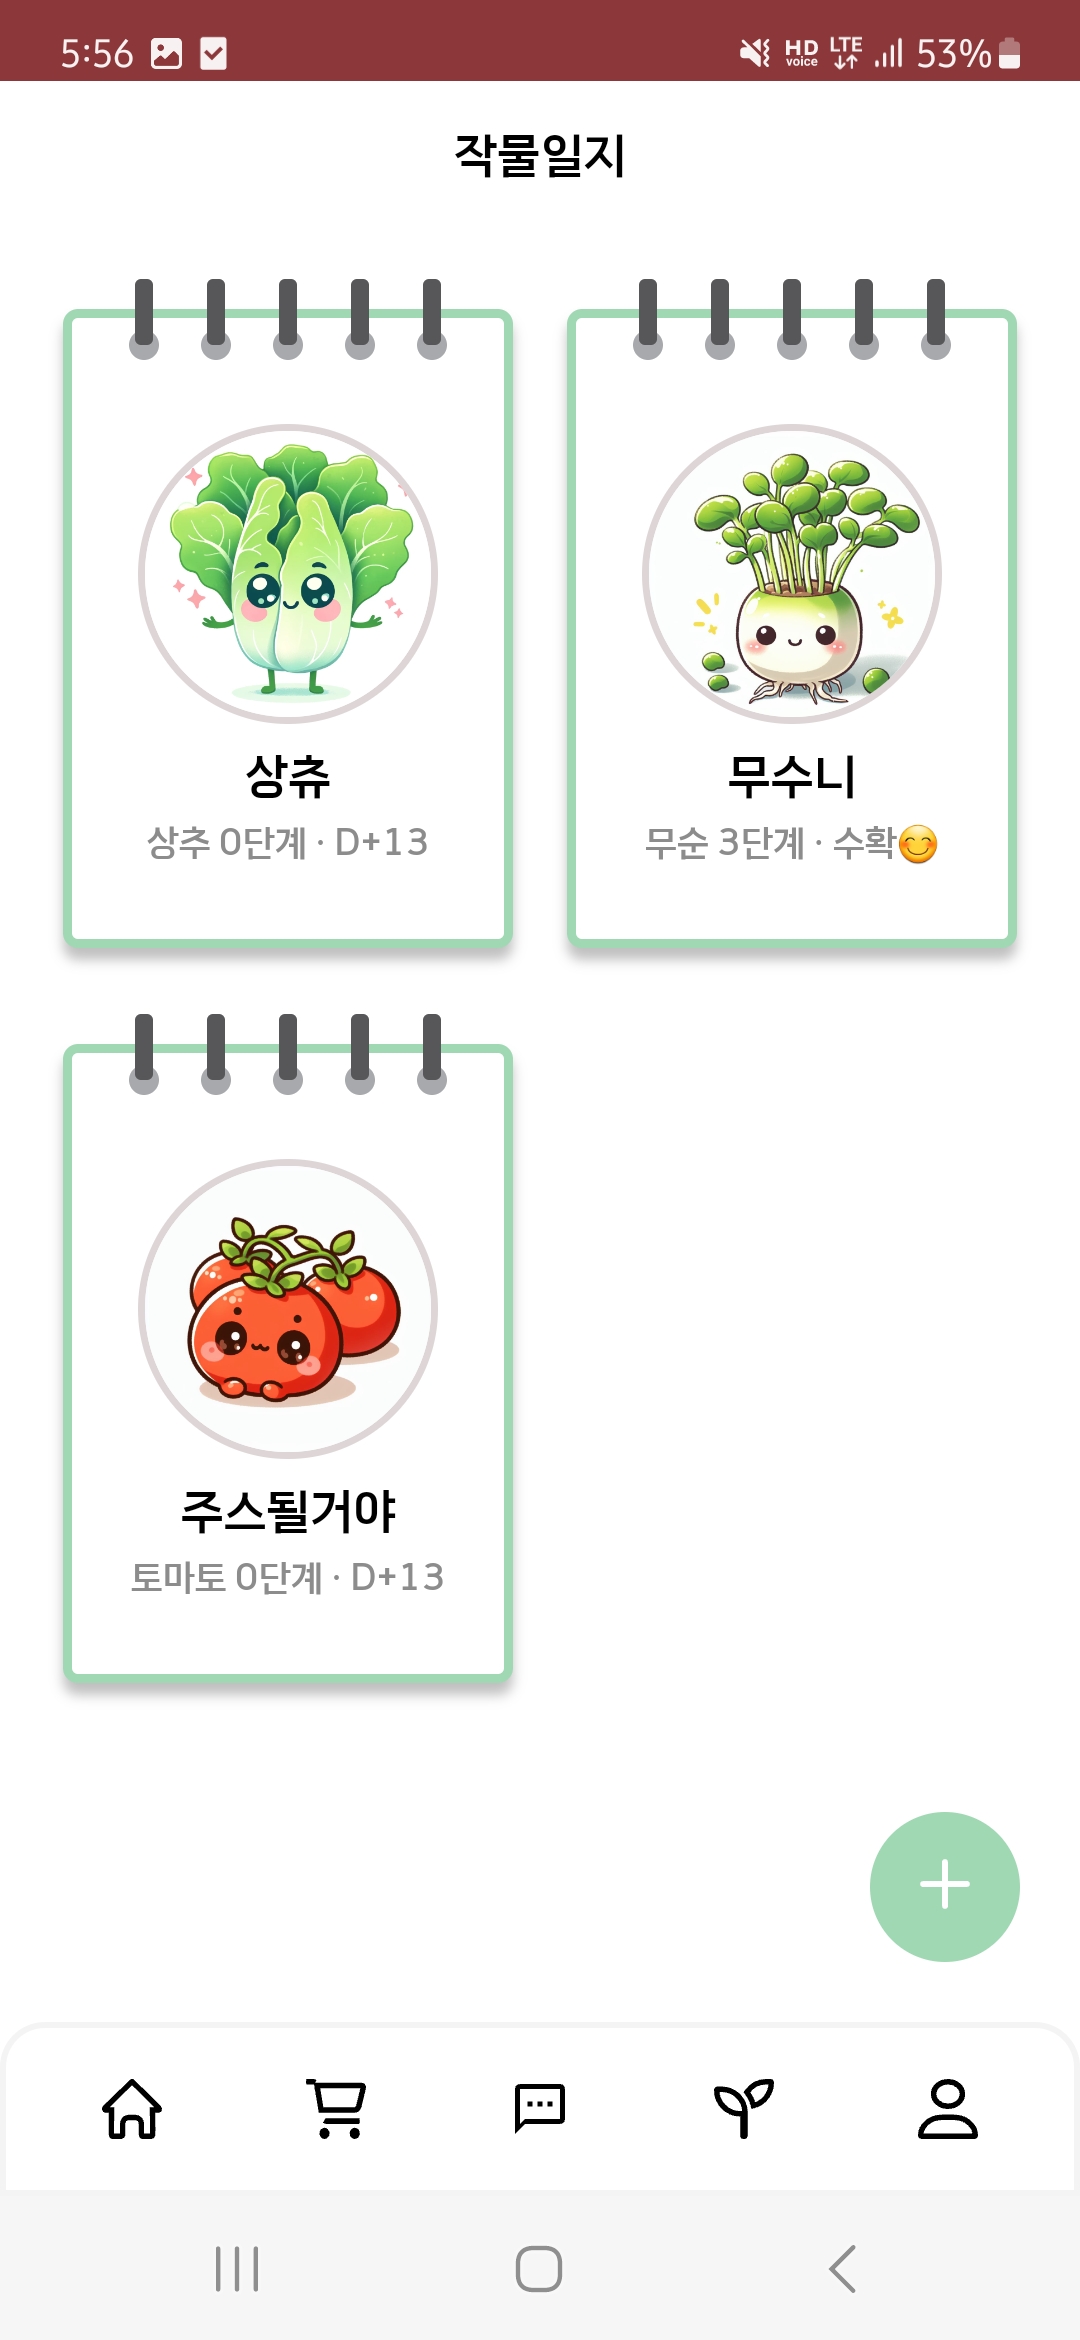 5:56 HD voice LTE 53%
작물일지
상츄
상추 0단계 · D+13
무수니
무순 3단계 · 수확😊
주스될거야
토마토 0단계 · D+13